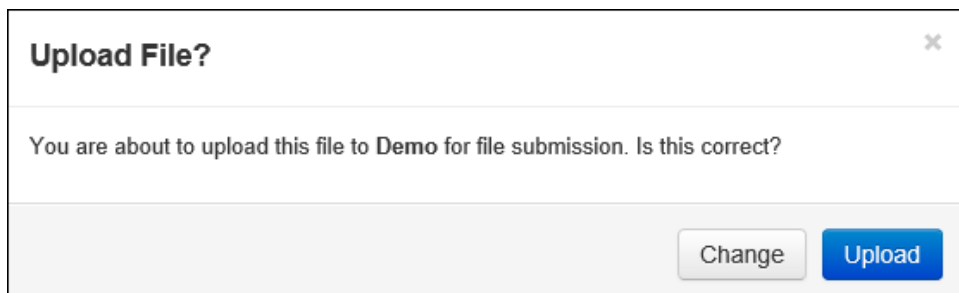 Upload File?
×
You are about to upload this file to Demo for file submission. Is this correct?
Change Upload